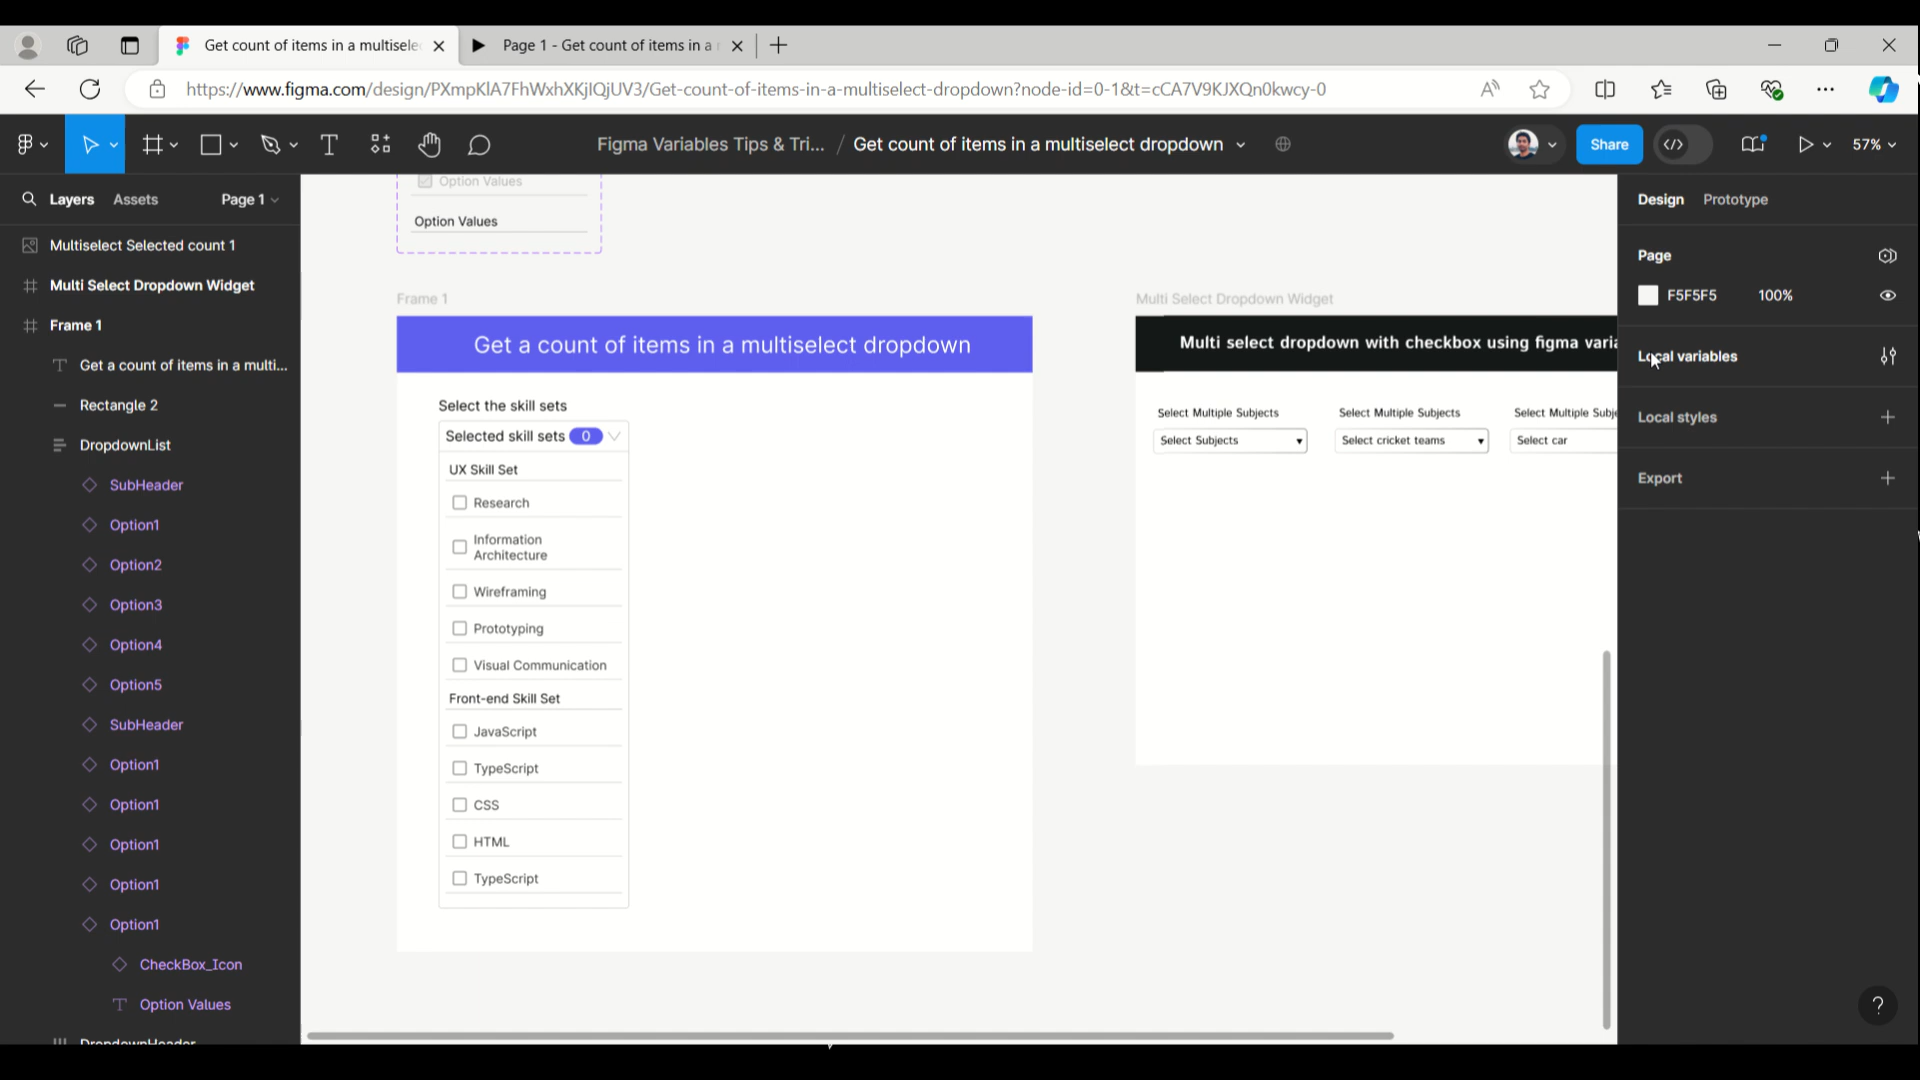 Get count of items in a multisele
Page 1 - Get count of items in a
https://www.figma.com/design/PXmpKlA7FhWxhXKjlQjUV3/Get-count-of-items-in-a-multiselect-dropdown?node-id=0-1&t=cCA7V9KJXQn0kwcy-0
Figma Variables Tips & Tri... / Get count of items in a multiselect dropdown
Share
57%
Layers Assets Page 1
Multiselect Selected count 1
Multi Select Dropdown Widget
Frame 1
Get a count of items in a multi...
Rectangle 2
DropdownList
SubHeader
Option1
Option2
Option3
Option4
Option5
SubHeader
Option1
Option1
Option1
Option1
Option1
CheckBox_Icon
Option Values
DropdownHeader
Option Values
Option Values
Frame 1
Get a count of items in a multiselect dropdown
Select the skill sets
Selected skill sets 0
UX Skill Set
Research
Information
Architecture
Wireframing
Prototyping
Visual Communication
Front-end Skill Set
JavaScript
TypeScript
CSS
HTML
TypeScript
Multi Select Dropdown Widget
Multi select dropdown with checkbox using figma varia
Select Multiple Subjects
Select Subjects
Select Multiple Subjects
Select cricket teams
Select Multiple Subje
Select car
Design Prototype
Page
F5F5F5 100%
Local variables
Local styles
Export
?